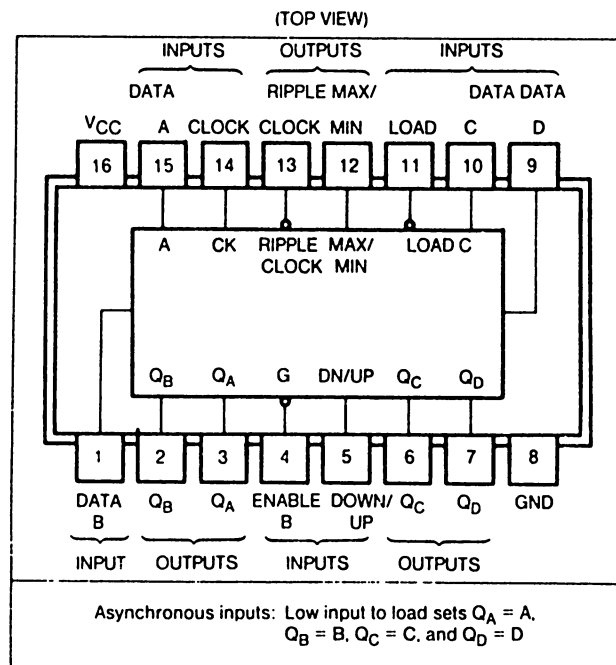 (TOP VIEW)
INPUTS OUTPUTS INPUTS
DATA RIPPLE MAX/ DATA DATA
VCC A CLOCK CLOCK MIN LOAD C D
16 15 14 13 12 11 10 9
A CK RIPPLE MAX/ LOAD C
CLOCK MIN
QB QA G DN/UP QC QD
1 2 3 4 5 6 7 8
DATA QB QA ENABLE DOWN/ QC QD GND
B B UP
INPUT OUTPUTS INPUTS OUTPUTS
Asynchronous inputs: Low input to load sets QA = A,
QB = B, QC = C, and QD = D